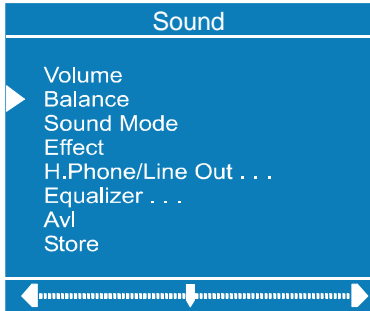 Sound
Volume
Balance
Sound Mode
Effect
H.Phone/Line Out . . .
Equalizer . . .
Avl
Store